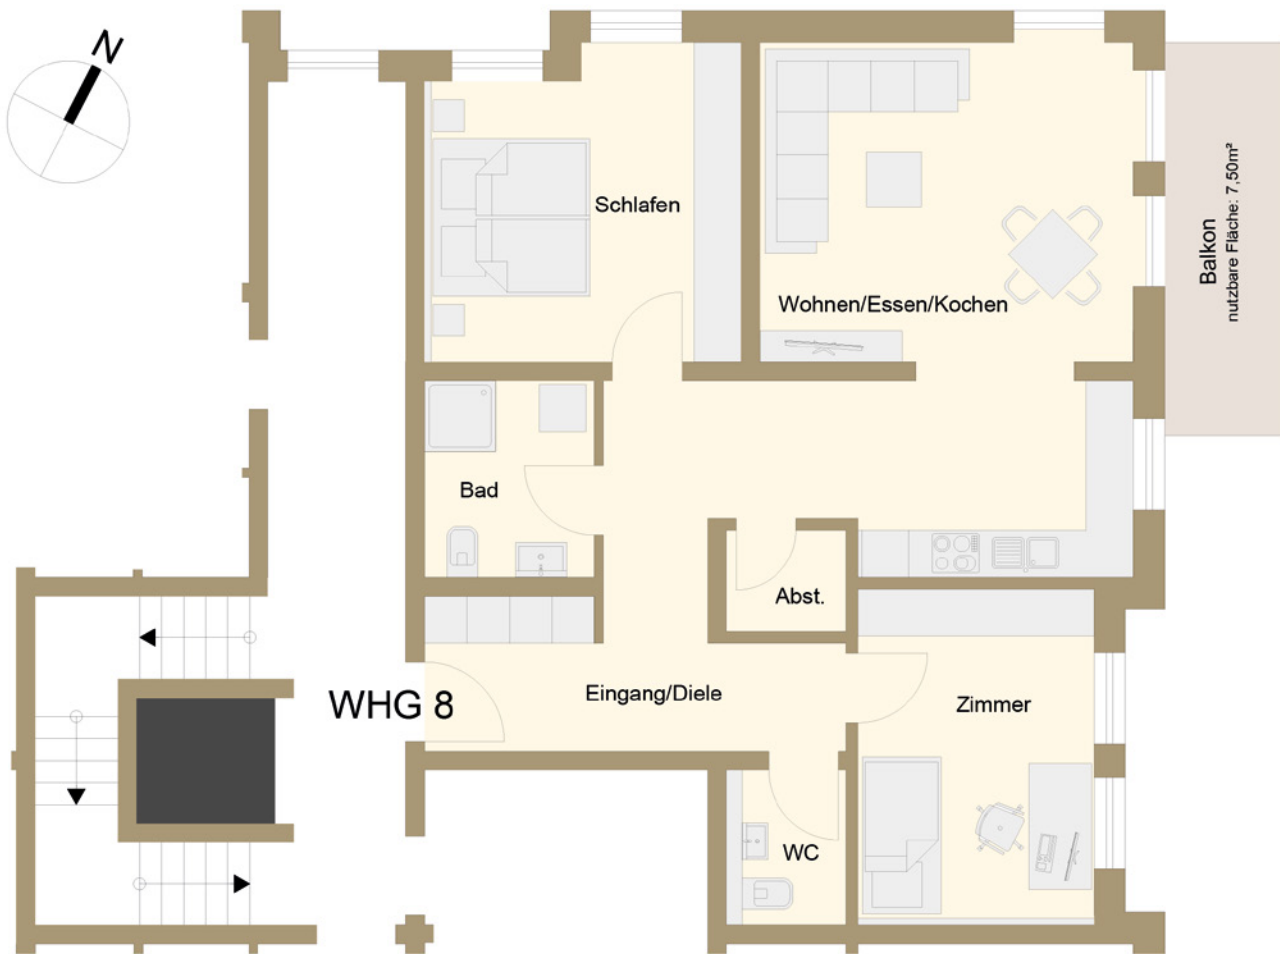 N
Schlafen
Wohnen/Essen/Kochen
Balkon
nutzbare Fläche: 7,50m²
Bad
Abst.
WHG 8
Eingang/Diele
Zimmer
WC